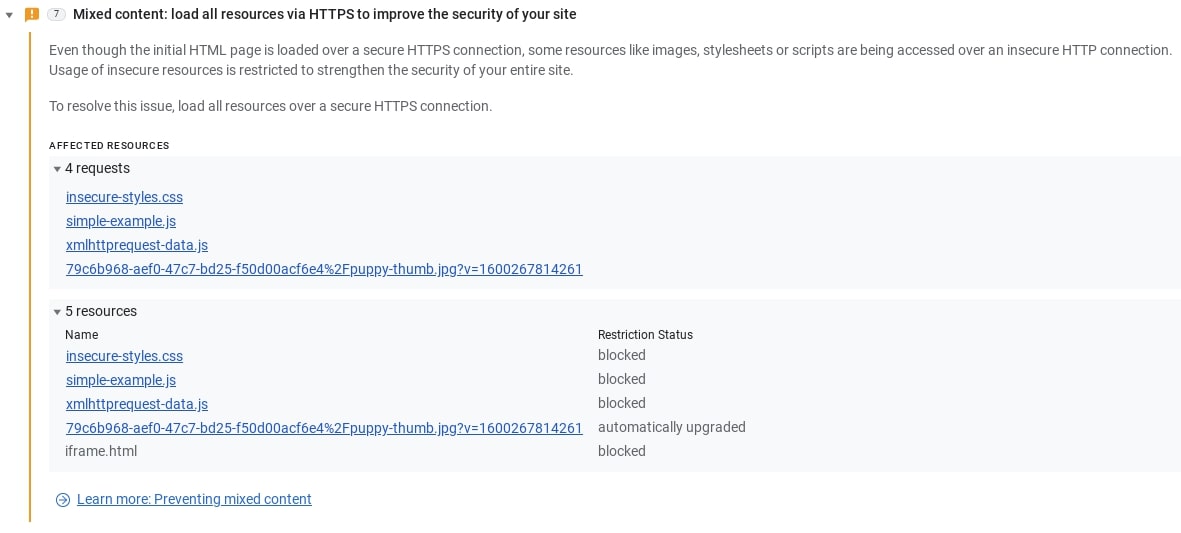 7 Mixed content: load all resources via HTTPS to improve the security of your site
Even though the initial HTML page is loaded over a secure HTTPS connection, some resources like images, stylesheets or scripts are being accessed over an insecure HTTP connection.
Usage of insecure resources is restricted to strengthen the security of your entire site.
To resolve this issue, load all resources over a secure HTTPS connection.
AFFECTED RESOURCES
4 requests
insecure-styles.css
simple-example.js
xmlhttprequest-data.js
79c6b968-aef0-47c7-bd25-f50d00acf6e4%2Fpuppy-thumb.jpg?v=1600267814261
5 resources
Name Restriction Status
insecure-styles.css blocked
simple-example.js blocked
xmlhttprequest-data.js blocked
79c6b968-aef0-47c7-bd25-f50d00acf6e4%2Fpuppy-thumb.jpg?v=1600267814261 automatically upgraded
iframe.html blocked
Learn more: Preventing mixed content